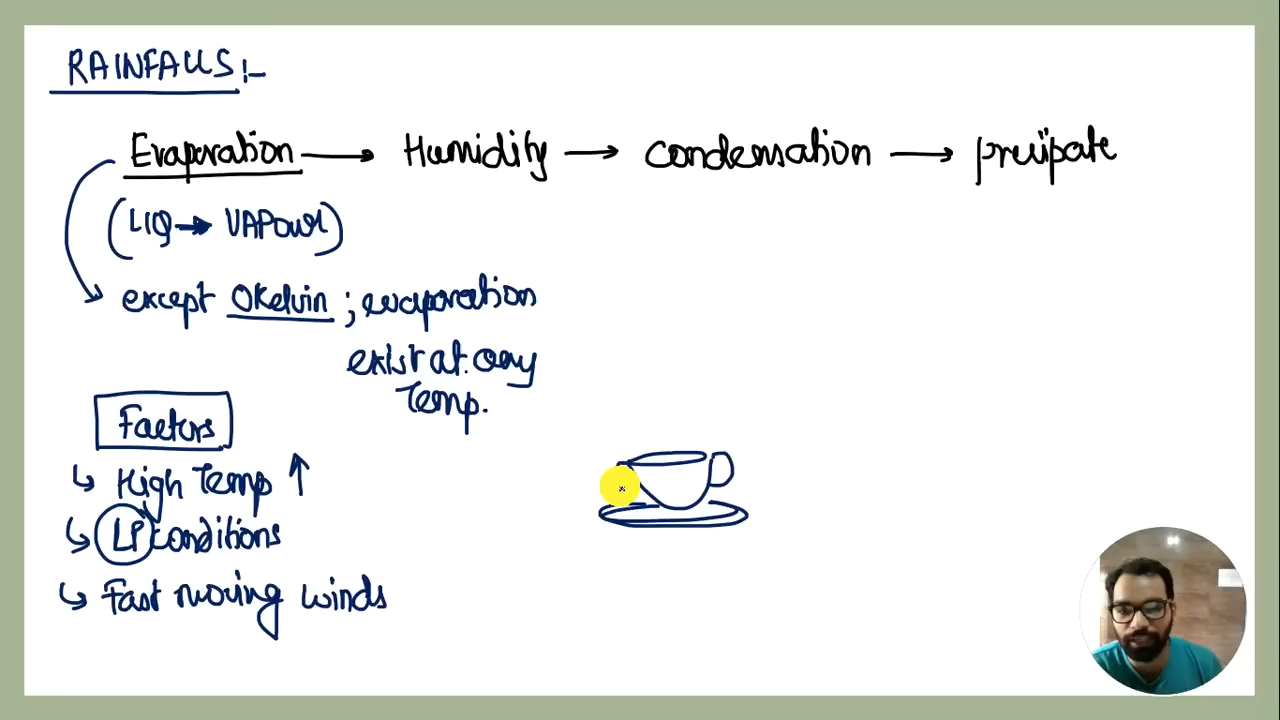 RAINFALLS:-
Evaporation → Humidity → condensation → precipate
(LIQ → VAPOUR)
except 0Kelvin ; evaporation
exist at any
Temp.
Factors
↳ High Temp ↑
↳ LP conditions
↳ Fast moving winds